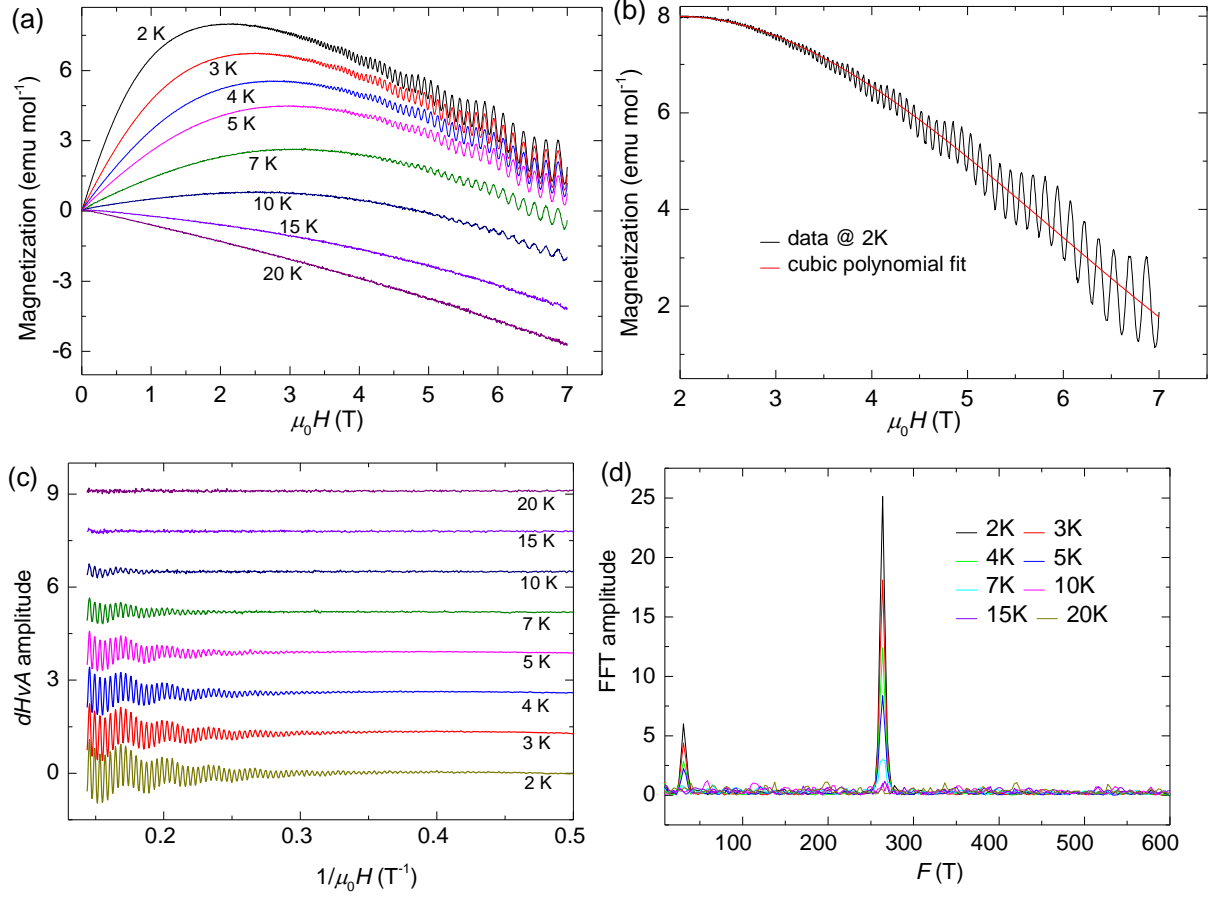 (a)
2 K
3 K
4 K
5 K
7 K
10 K
15 K
20 K
6
3
0
-3
-6
0 1 2 3 4 5 6 7
Magnetization (emu mol⁻¹)
μ₀H (T)
(b)
8
6
4
2
2 3 4 5 6 7
data @ 2K
cubic polynomial fit
Magnetization (emu mol⁻¹)
μ₀H (T)
(c)
9
6
3
0
20 K
15 K
10 K
7 K
5 K
4 K
3 K
2 K
0.2 0.3 0.4 0.5
dHvA amplitude
1/μ₀H (T⁻¹)
(d)
25
20
15
10
5
0
2K 3K
4K 5K
7K 10K
15K 20K
100 200 300 400 500 600
FFT amplitude
F (T)